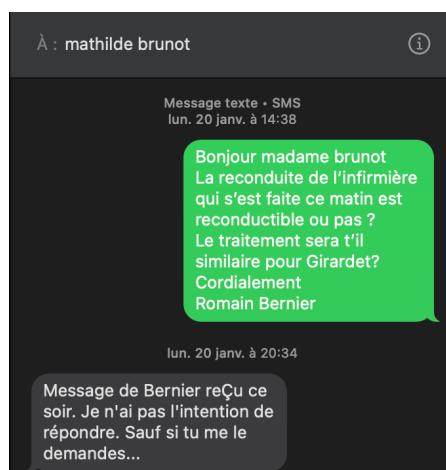 À : mathilde brunot
Message texte • SMS
lun. 20 janv. à 14:38
Bonjour madame brunot
La reconduite de l'infirmière
qui s'est faite ce matin est
reconductible ou pas ?
Le traitement sera t'il
similaire pour Girardet?
Cordialement
Romain Bernier
lun. 20 janv. à 20:34
Message de Bernier reÇu ce
soir. Je n'ai pas l'intention de
répondre. Sauf si tu me le
demandes...